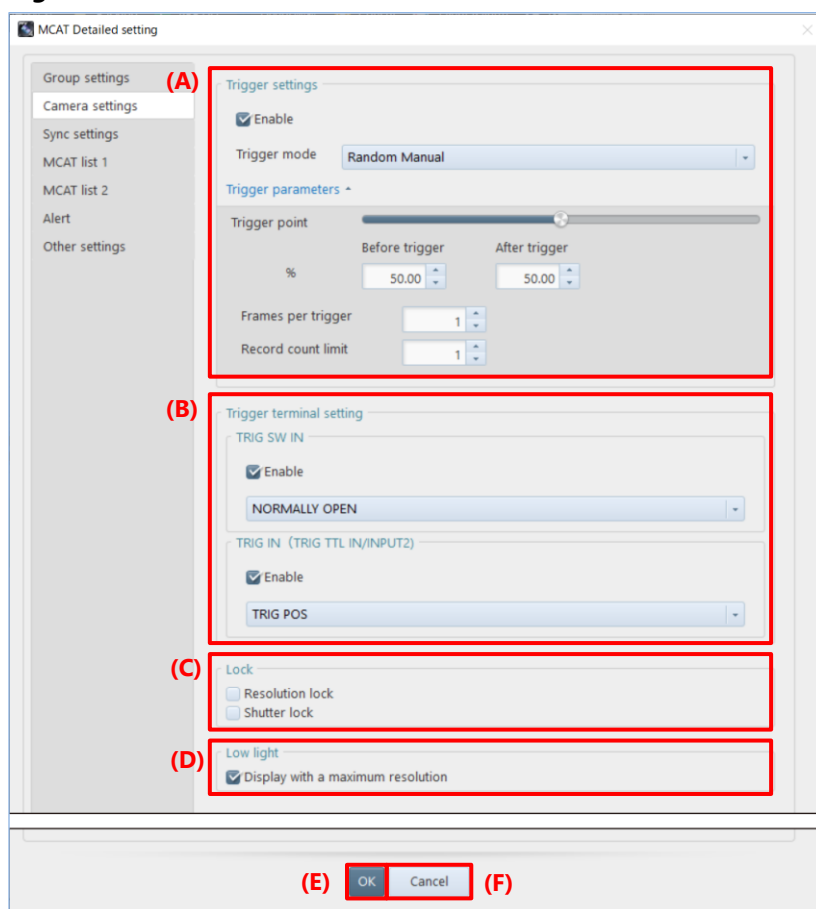 MCAT Detailed setting
Group settings
Camera settings
Sync settings
MCAT list 1
MCAT list 2
Alert
Other settings
(A)
Trigger settings
Enable
Trigger mode Random Manual
Trigger parameters
Trigger point
Before trigger After trigger
% 50.00 50.00
Frames per trigger 1
Record count limit 1
(B)
Trigger terminal setting
TRIG SW IN
Enable
NORMALLY OPEN
TRIG IN（TRIG TTL IN/INPUT2)
Enable
TRIG POS
(C)
Lock
Resolution lock
Shutter lock
(D)
Low light
Display with a maximum resolution
(E) OK Cancel (F)